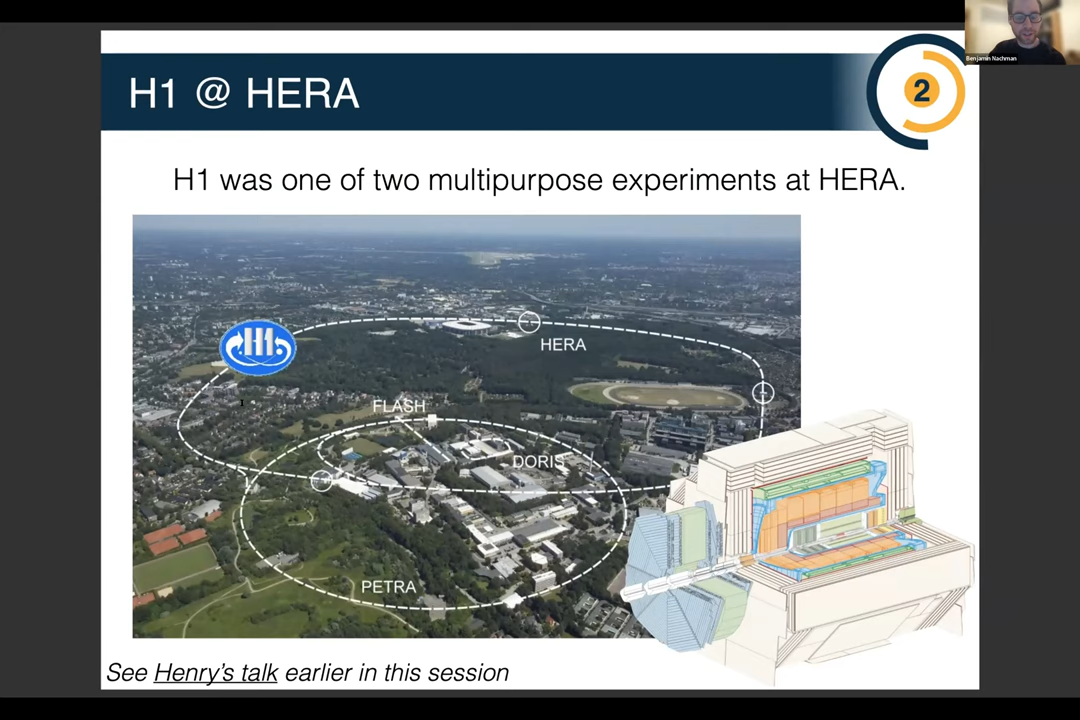 Benjamin Nachman
H1 @ HERA
2
H1 was one of two multipurpose experiments at HERA.
H1
HERA
FLASH
DORIS
PETRA
See Henry's talk earlier in this session